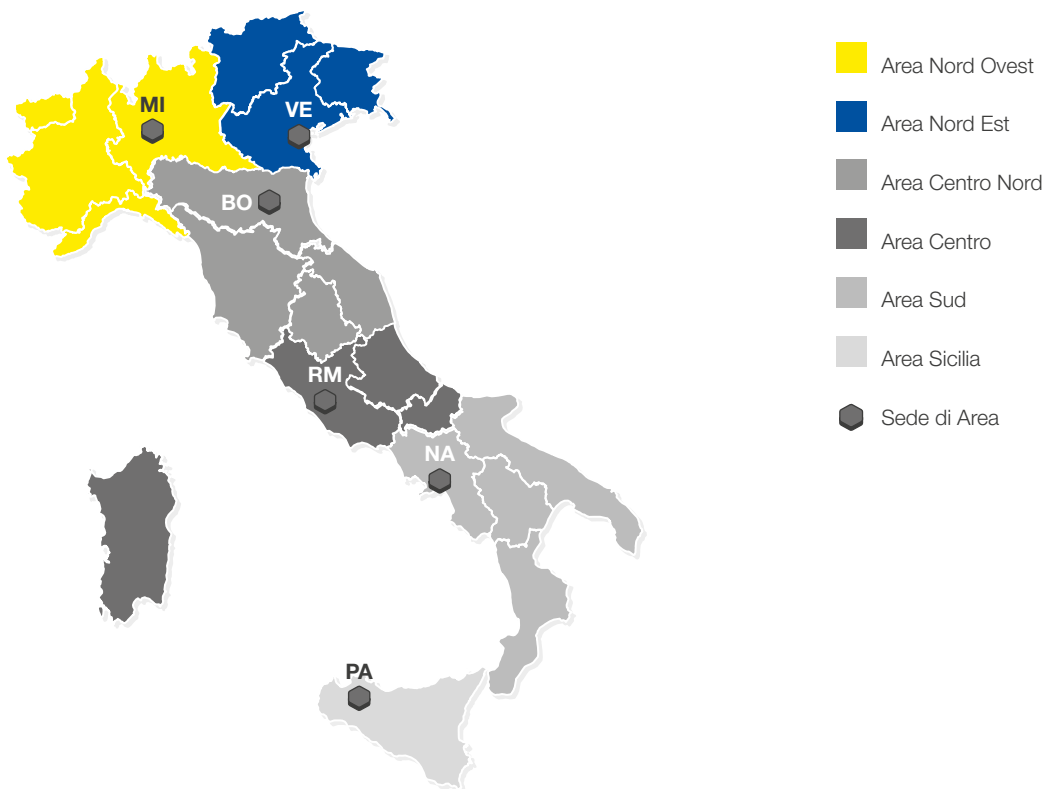 MI
VE
BO
RM
NA
PA
Area Nord Ovest
Area Nord Est
Area Centro Nord
Area Centro
Area Sud
Area Sicilia
Sede di Area